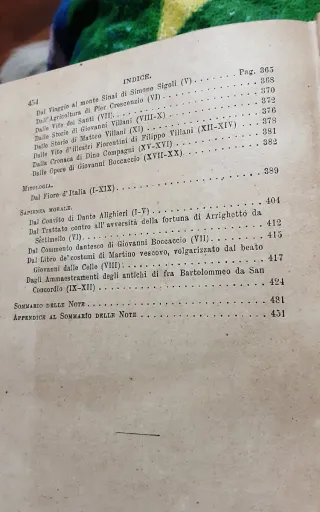 454
INDICE.
Dal Viaggio al monte Sinai di Simone Sigoli (V) . . . . . Pag. 365
Dall'Agricoltura di Pier Crescenzio (VI) . . . . . 368
Dalle Vite dei Santi (VII) . . . . . 370
Dalle Storie di Giovanni Villani (VIII-X) . . . . . 372
Dalle Storie di Matteo Villani (XI) . . . . . 376
Dalle Vite d'illustri Fiorentini di Filippo Villani (XII-XIV) . . . . . 378
Dalla Cronaca di Dino Compagni (XV-XVI) . . . . . 381
Dalle Opere di Giovanni Boccaccio (XVII-XX) . . . . . 382
MITOLOGIA.
Dal Fiore d'Italia (I-XIX) . . . . . 389
SAPIENZA MORALE.
Dal Convito di Dante Alighieri (I-V) . . . . . 404
Dal Trattato contro all'avversità della fortuna di Arrighetto da
Settinello (VI) . . . . . 412
Dal Commento dantesco di Giovanni Boccaccio (VII) . . . . . 415
Dal Libro de' costumi di Martino vescovo, volgarizzato dal beato
Giovanni dalle Celle (VIII) . . . . . 417
Dagli Ammaestramenti degli antichi di fra Bartolommeo da San
Concordio (IX-XII) . . . . . 424
SOMMARIO DELLE NOTE . . . . . 431
APPENDICE AL SOMMARIO DELLE NOTE . . . . . 451